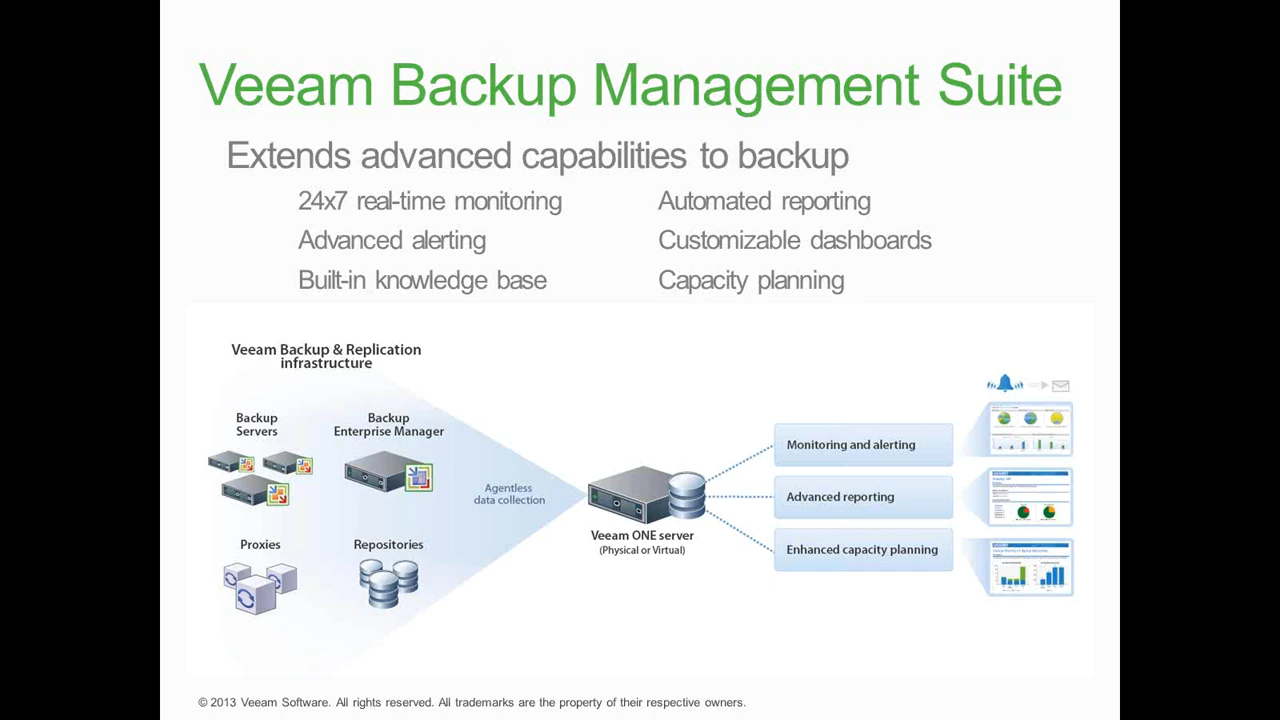 Veeam Backup Management Suite
Extends advanced capabilities to backup
24x7 real-time monitoring
Advanced alerting
Built-in knowledge base
Automated reporting
Customizable dashboards
Capacity planning
Veeam Backup & Replication
infrastructure
Backup
Servers
Backup
Enterprise Manager
Proxies
Repositories
Agentless
data collection
Veeam ONE server
(Physical or Virtual)
Monitoring and alerting
Advanced reporting
Enhanced capacity planning
© 2013 Veeam Software. All rights reserved. All trademarks are the property of their respective owners.